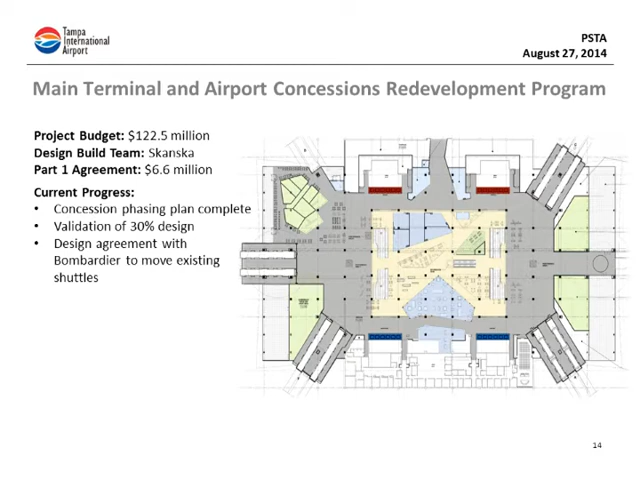 Tampa
International
Airport
PSTA
August 27, 2014
Main Terminal and Airport Concessions Redevelopment Program
Project Budget: $122.5 million
Design Build Team: Skanska
Part 1 Agreement: $6.6 million
Current Progress:
• Concession phasing plan complete
• Validation of 30% design
• Design agreement with
Bombardier to move existing
shuttles
14